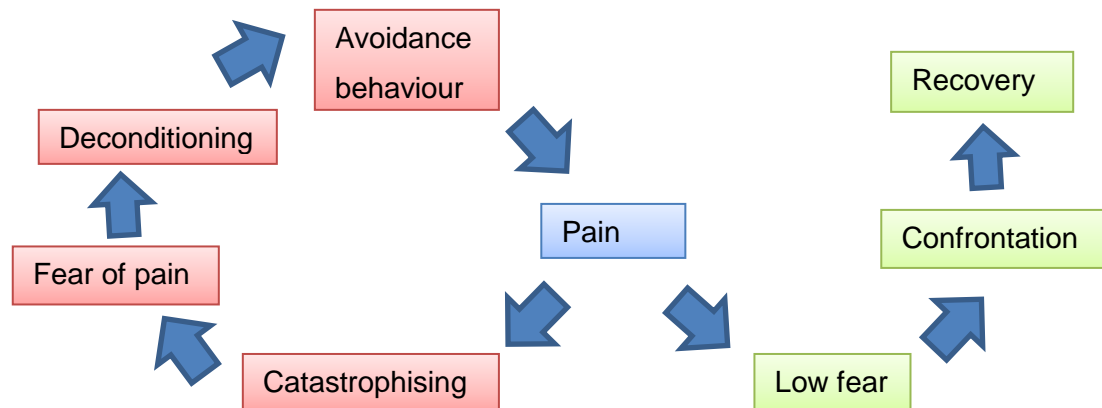 Avoidance
behaviour
Recovery
Deconditioning
Pain
Confrontation
Fear of pain
Catastrophising
Low fear